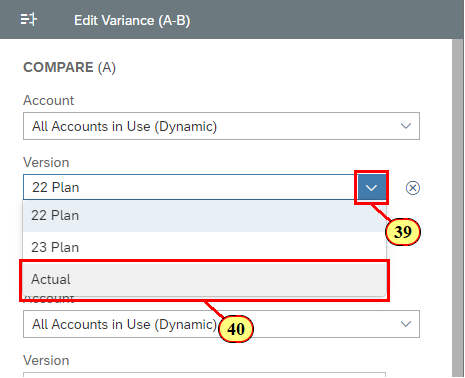 Edit Variance (A-B)
COMPARE (A)
Account
All Accounts in Use (Dynamic)
Version
22 Plan
22 Plan
39
23 Plan
Actual
Account
All Accounts in Use (Dynamic)
40
Version